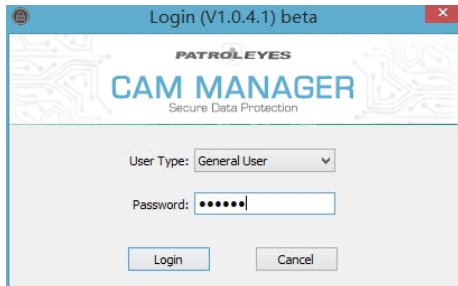 Login (V1.0.4.1) beta
PATROLEYES
CAM MANAGER
Secure Data Protection
User Type: General User
Password: ●●●●●●
Login Cancel